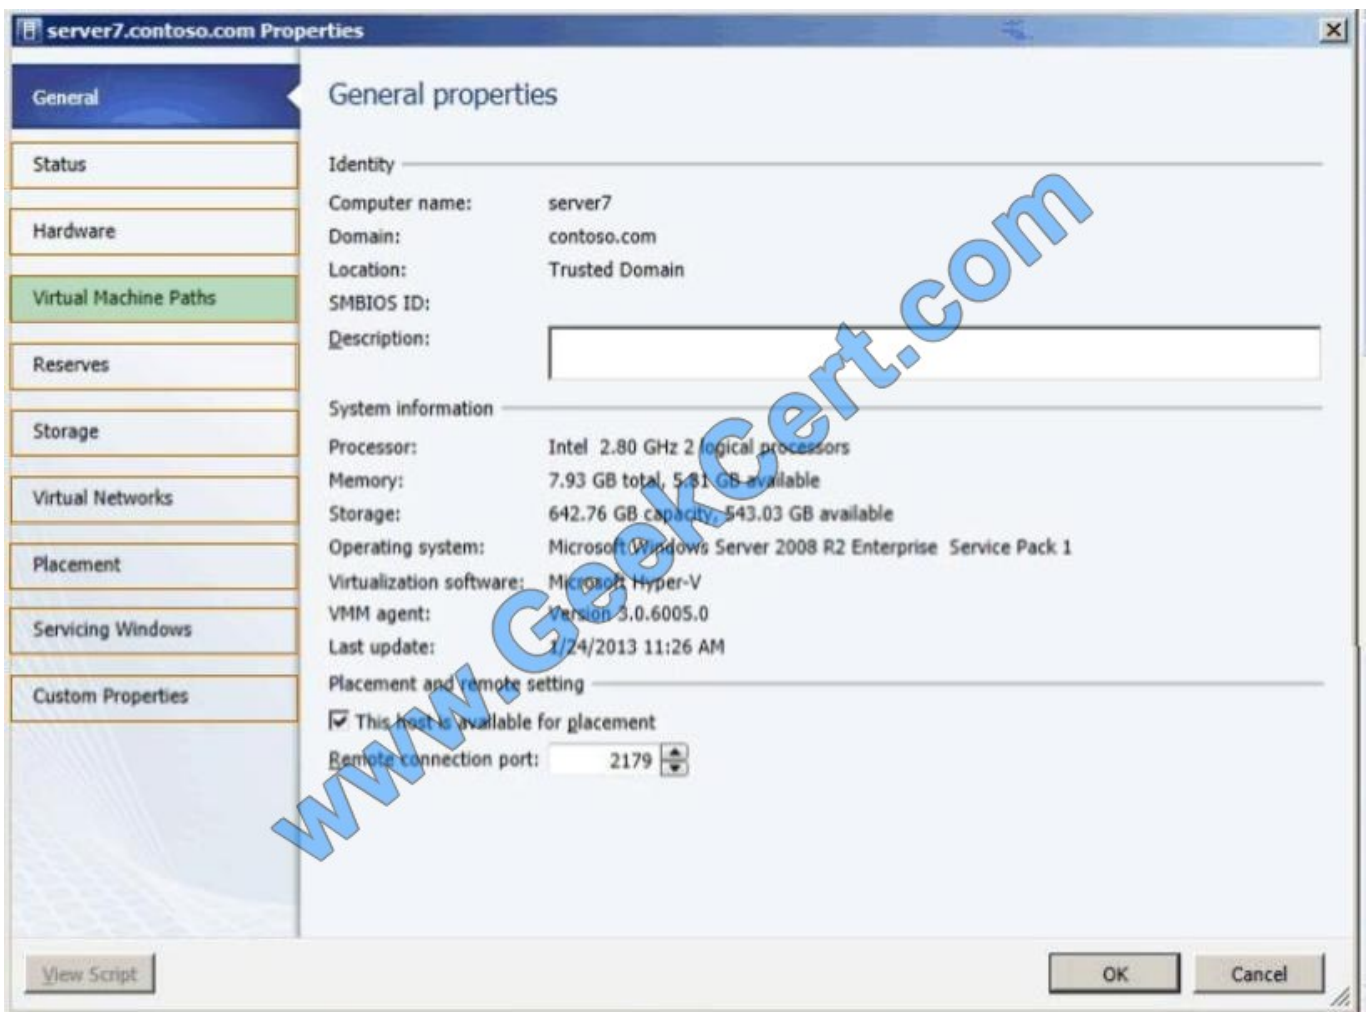 server7.contoso.com Properties
General
Status
Hardware
Virtual Machine Paths
Reserves
Storage
Virtual Networks
Placement
Servicing Windows
Custom Properties
General properties
Identity
Computer name: server7
Domain: contoso.com
Location: Trusted Domain
SMBIOS ID:
Description:
System information
Processor: Intel 2.80 GHz 2 logical processors
Memory: 7.93 GB total, 5.81 GB available
Storage: 642.76 GB capacity, 543.03 GB available
Operating system: Microsoft Windows Server 2008 R2 Enterprise Service Pack 1
Virtualization software: Microsoft Hyper-V
VMM agent: Version 3.0.6005.0
Last update: 1/24/2013 11:26 AM
Placement and remote setting
This host is available for placement
Remote connection port: 2179
View Script
OK
Cancel
www.GeekCert.com